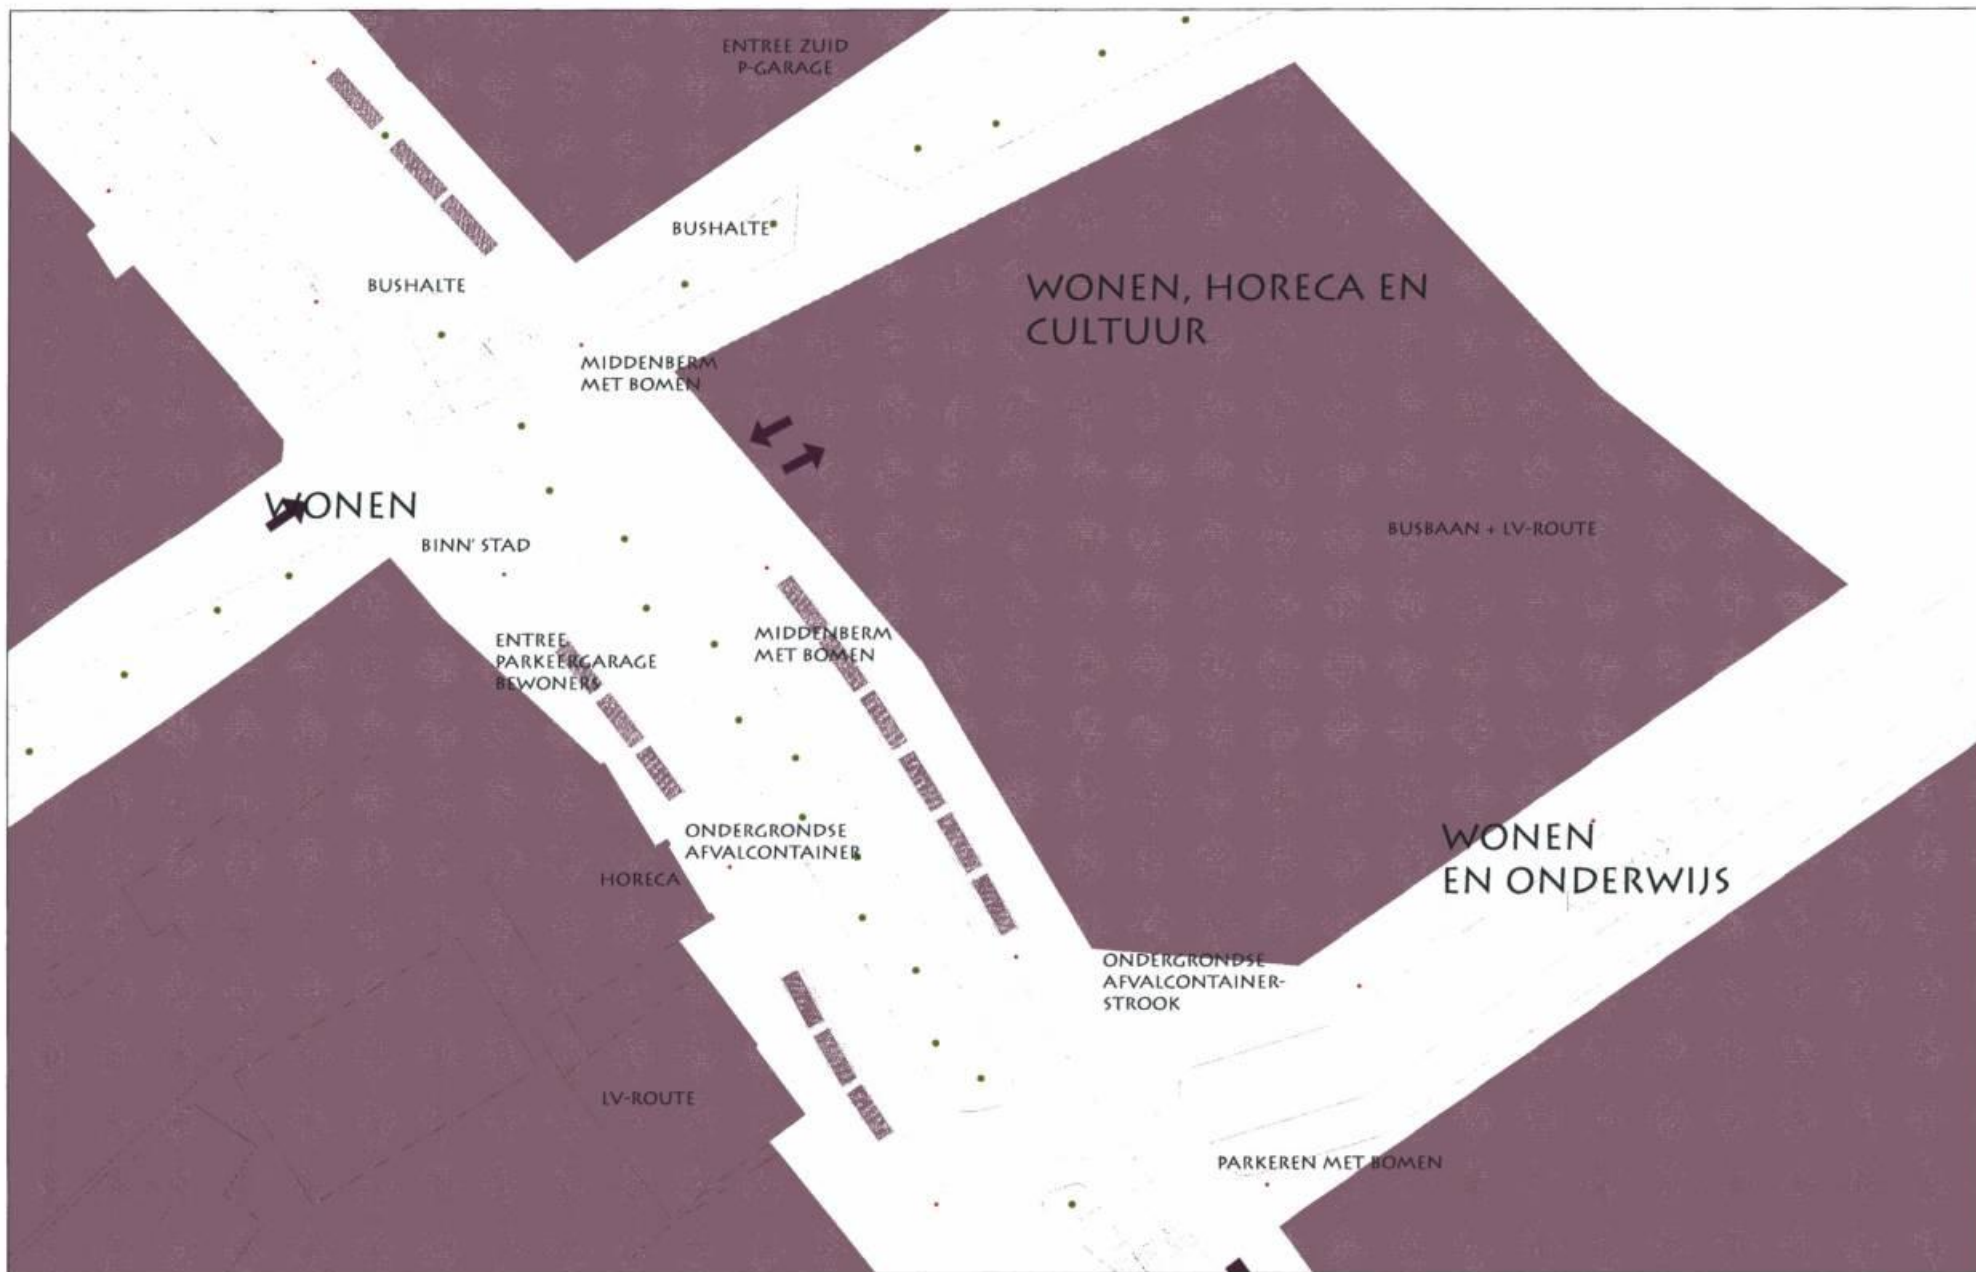 ENTREE ZUID
P-GARAGE
BUSHALTE
BUSHALTE
WONEN, HORECA EN
CULTUUR
MIDDENBERM
MET BOMEN
WONEN
BINN' STAD
BUSBAAN + LV-ROUTE
ENTREE
PARKEERGARAGE
BEWONERS
MIDDENBERM
MET BOMEN
ONDERGRONDSE
AFVALCONTAINER
HORECA
WONEN
EN ONDERWIJS
ONDERGRONDSE
AFVALCONTAINER-
STROOK
LV-ROUTE
PARKEREN MET BOMEN